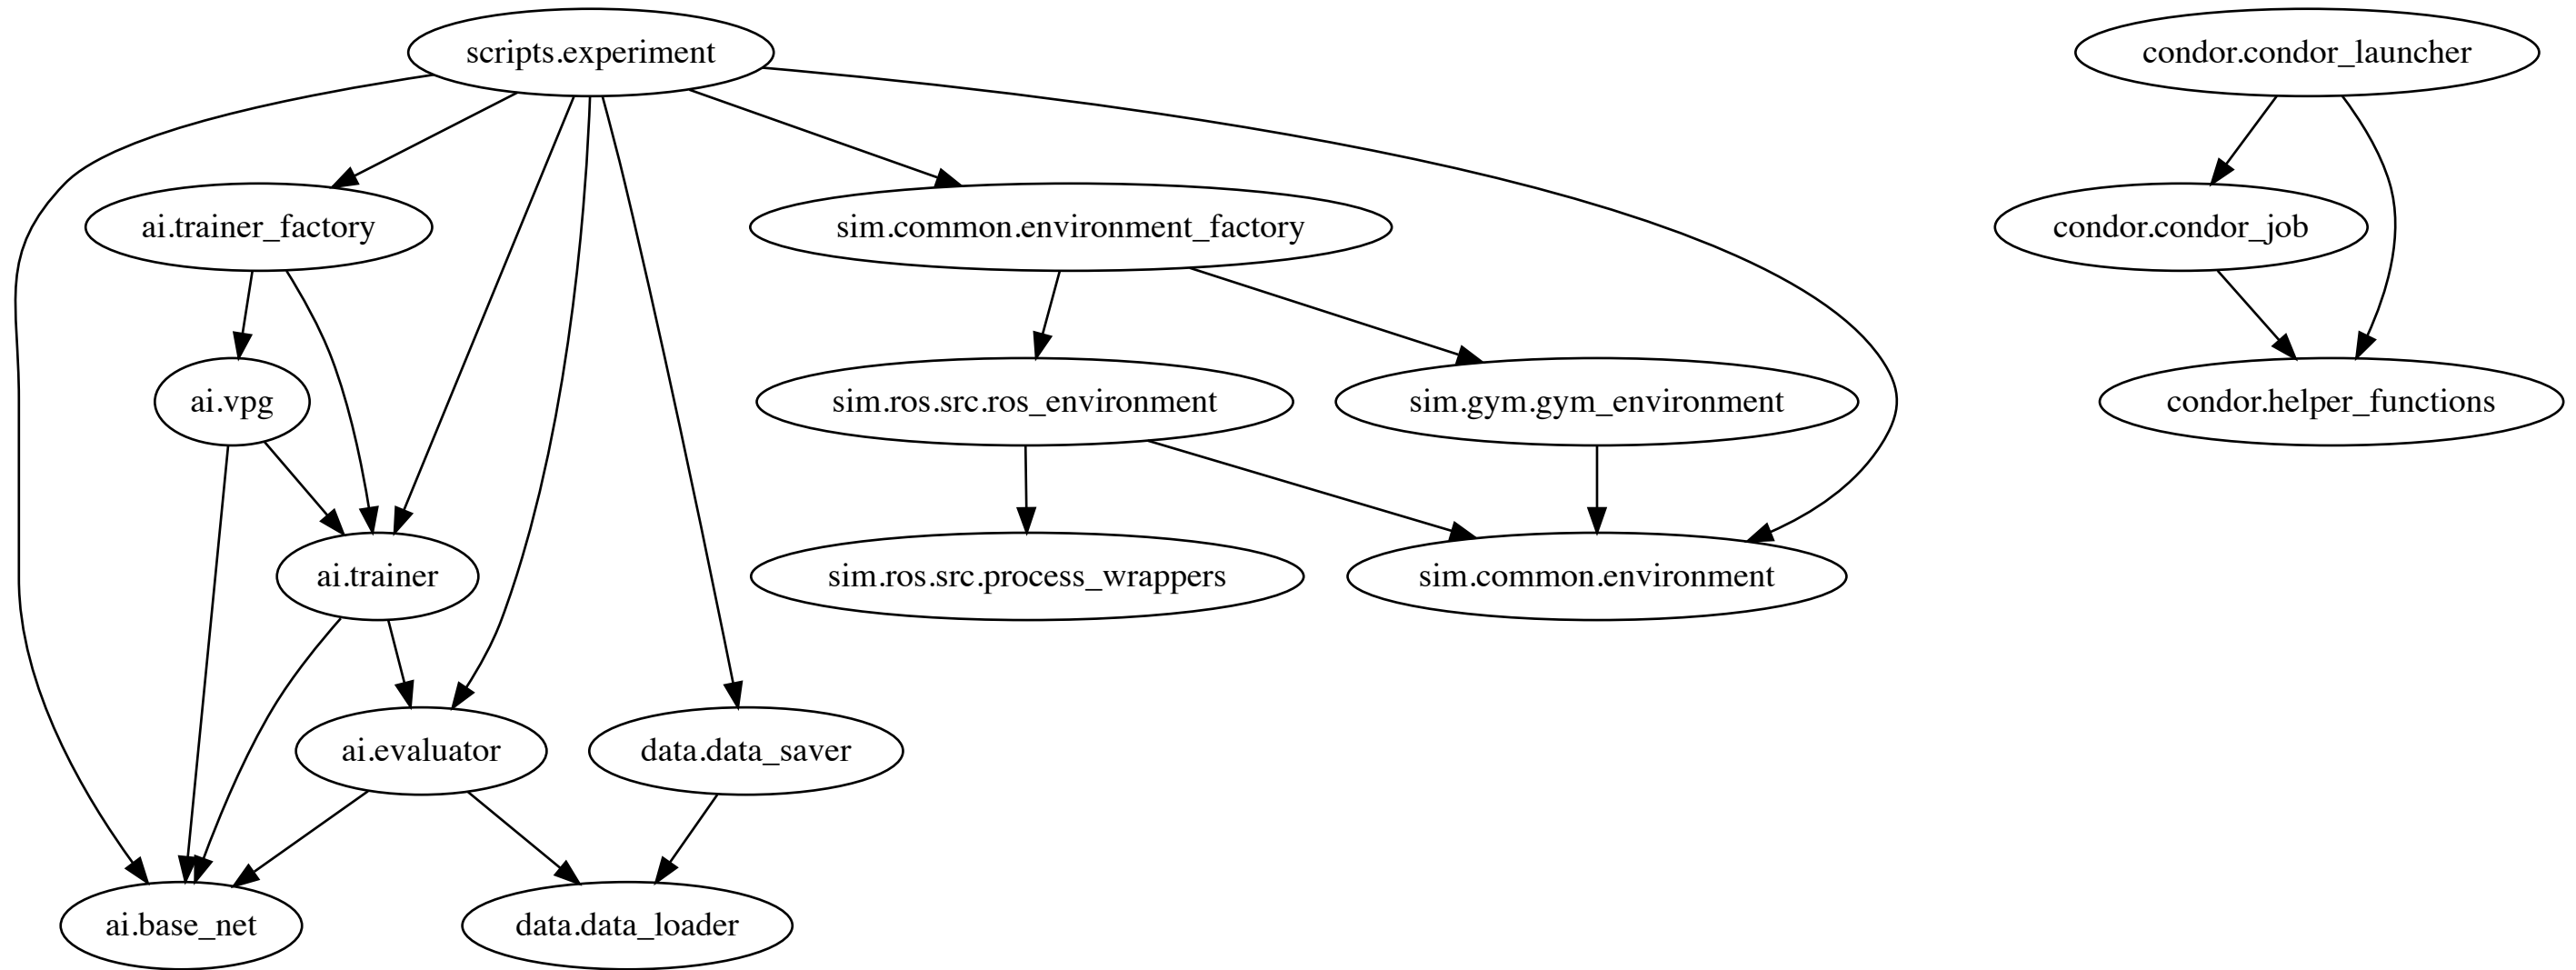 scripts.experiment
condor.condor_launcher
ai.trainer_factory
sim.common.environment_factory
condor.condor_job
ai.vpg
sim.ros.src.ros_environment
sim.gym.gym_environment
condor.helper_functions
ai.trainer
sim.ros.src.process_wrappers
sim.common.environment
ai.evaluator
data.data_saver
ai.base_net
data.data_loader